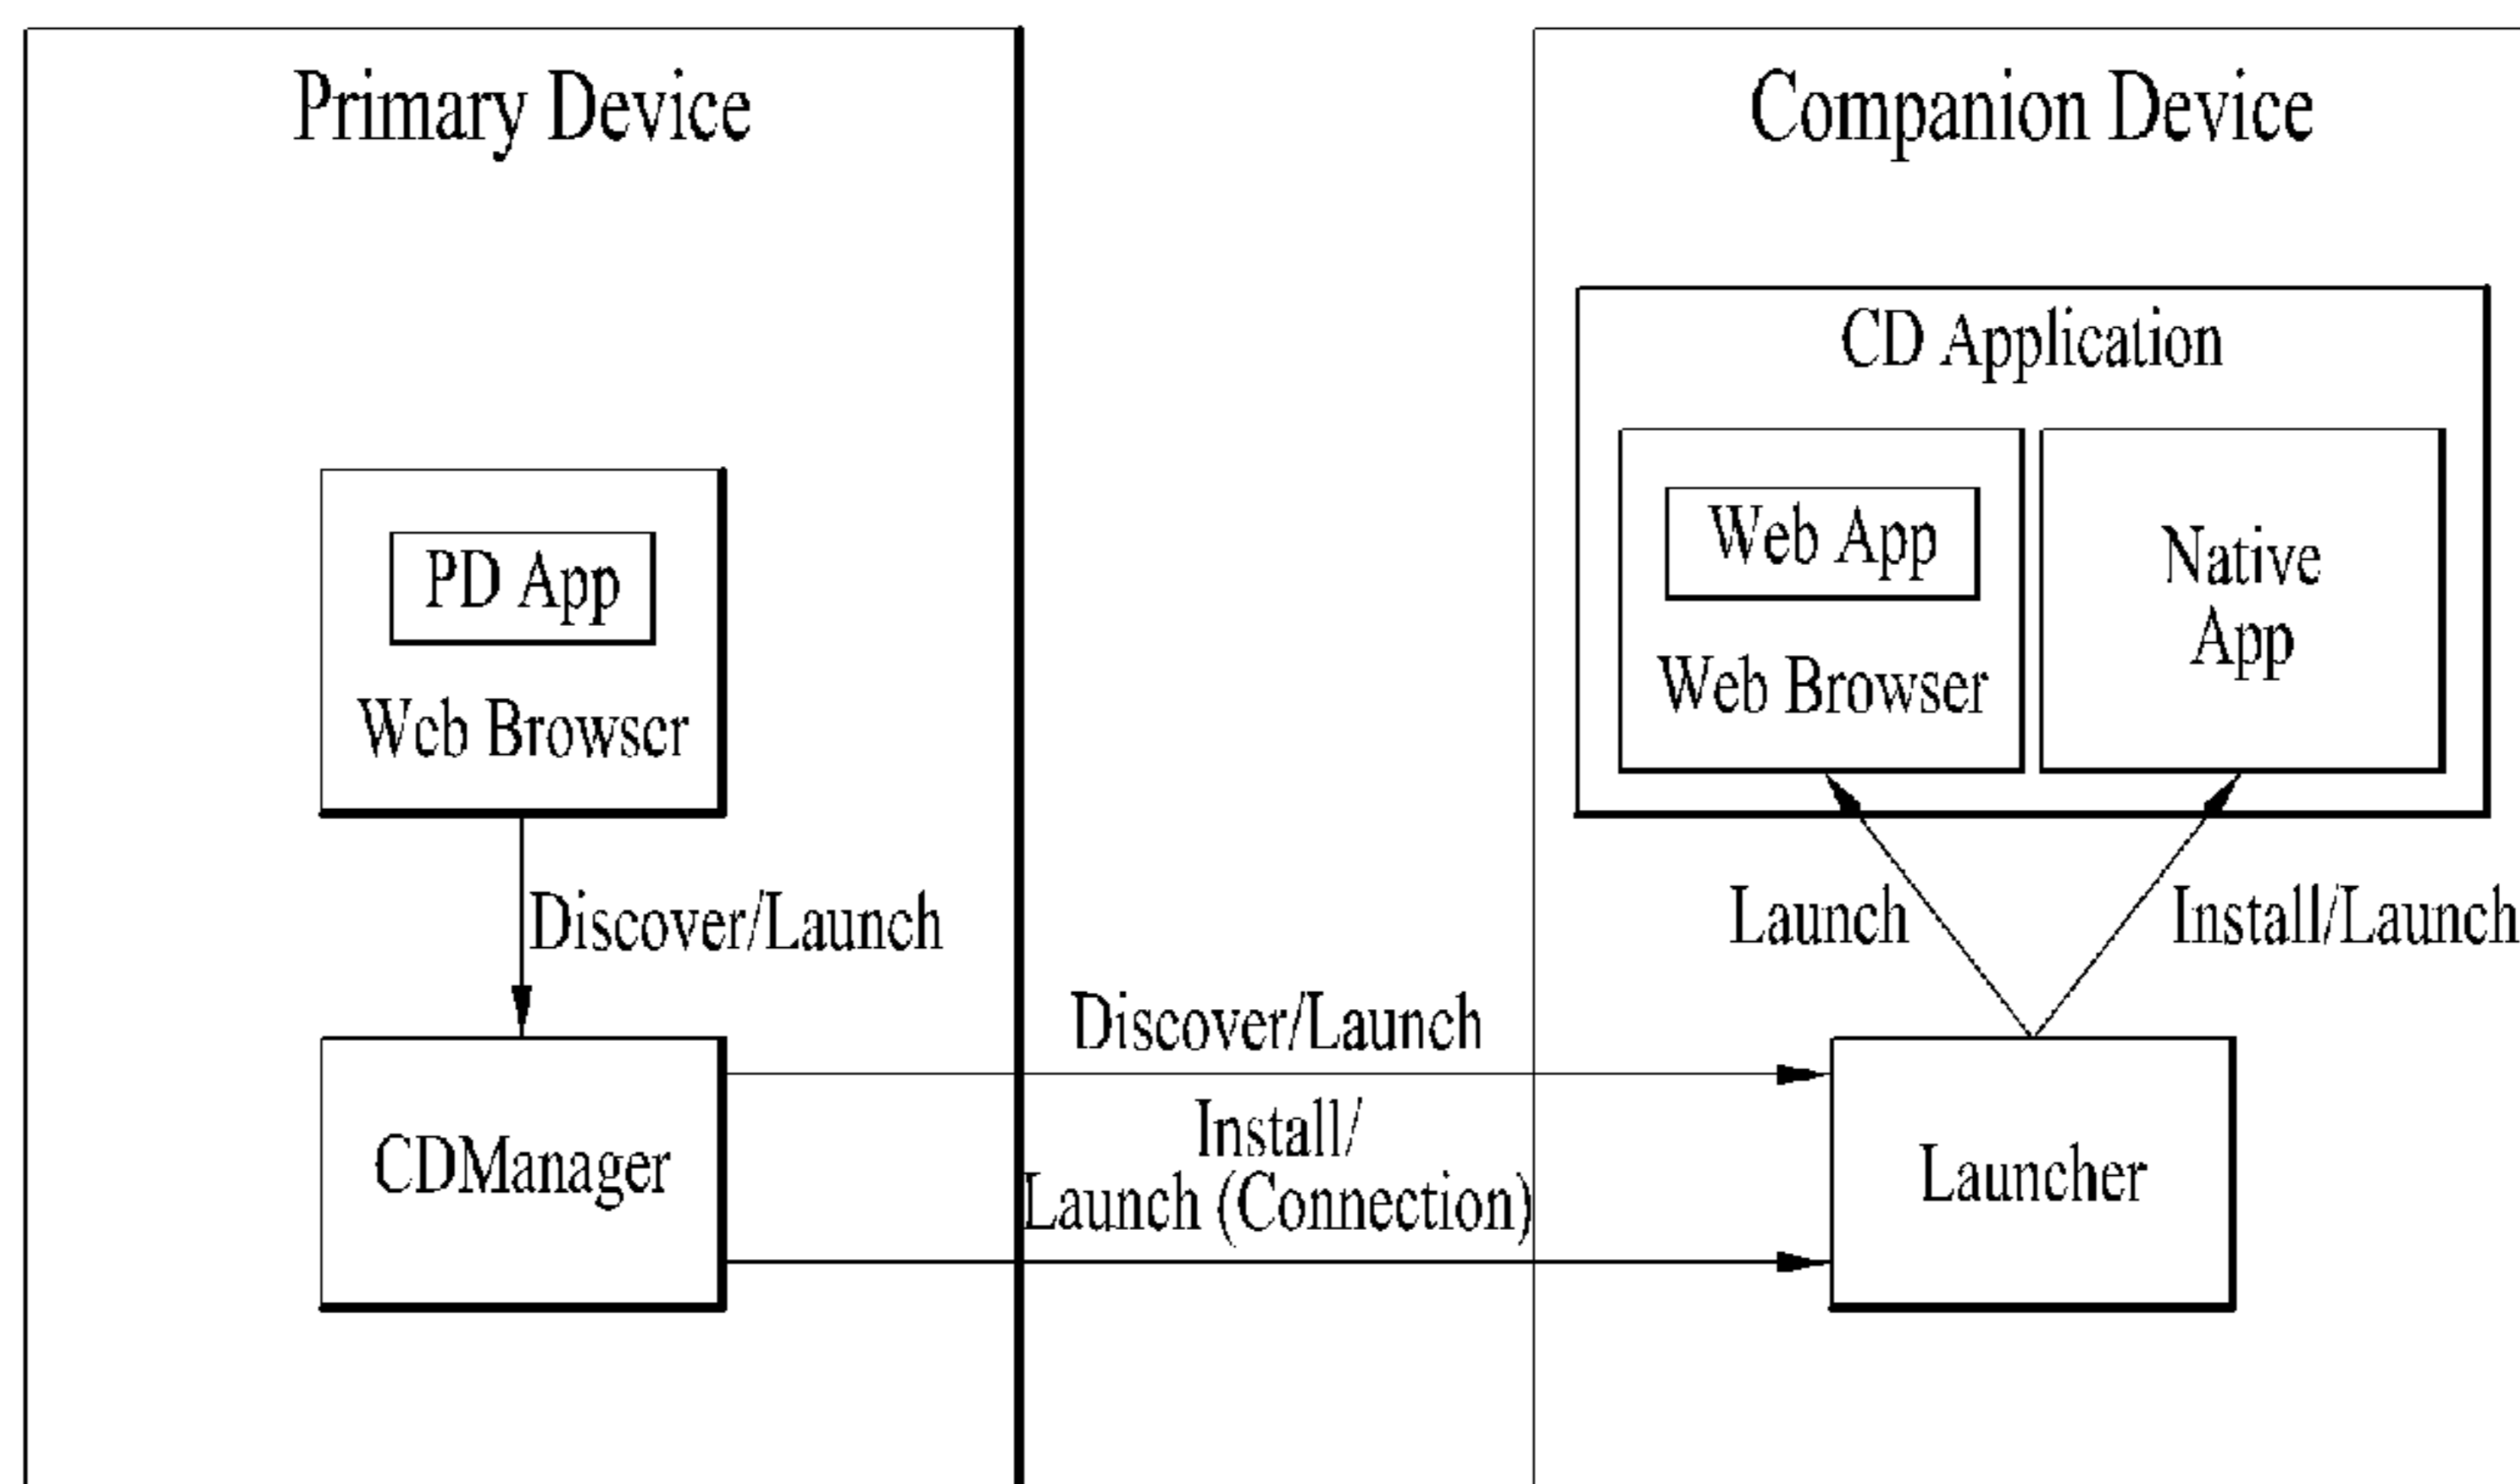 Primary Device
PD App
Web Browser
Discover/Launch
CDManager
Discover/Launch
Install/
Launch (Connection)
Companion Device
CD Application
Web App
Web Browser
Native
App
Launch
Install/Launch
Launcher